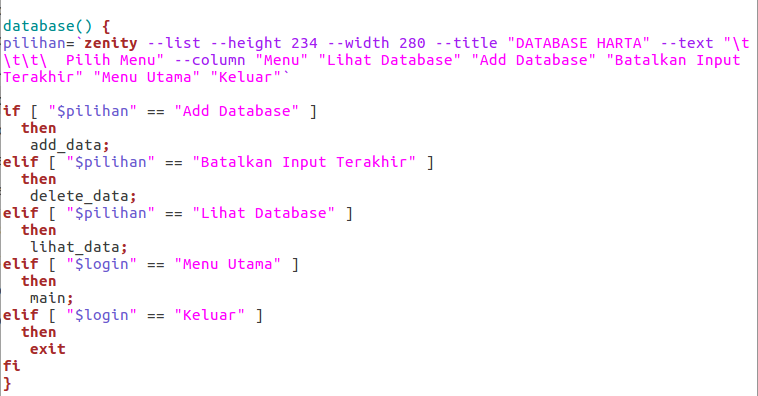 database() {
pilihan=`zenity --list --height 234 --width 280 --title "DATABASE HARTA" --text "\t
\t\t\  Pilih Menu" --column "Menu" "Lihat Database" "Add Database" "Batalkan Input
Terakhir" "Menu Utama" "Keluar"`
if [ "$pilihan" == "Add Database" ]
  then
   add_data;
elif [ "$pilihan" == "Batalkan Input Terakhir" ]
  then
   delete_data;
elif [ "$pilihan" == "Lihat Database" ]
  then
   lihat_data;
elif [ "$login" == "Menu Utama" ]
  then
   main;
elif [ "$login" == "Keluar" ]
  then
   exit
fi
}